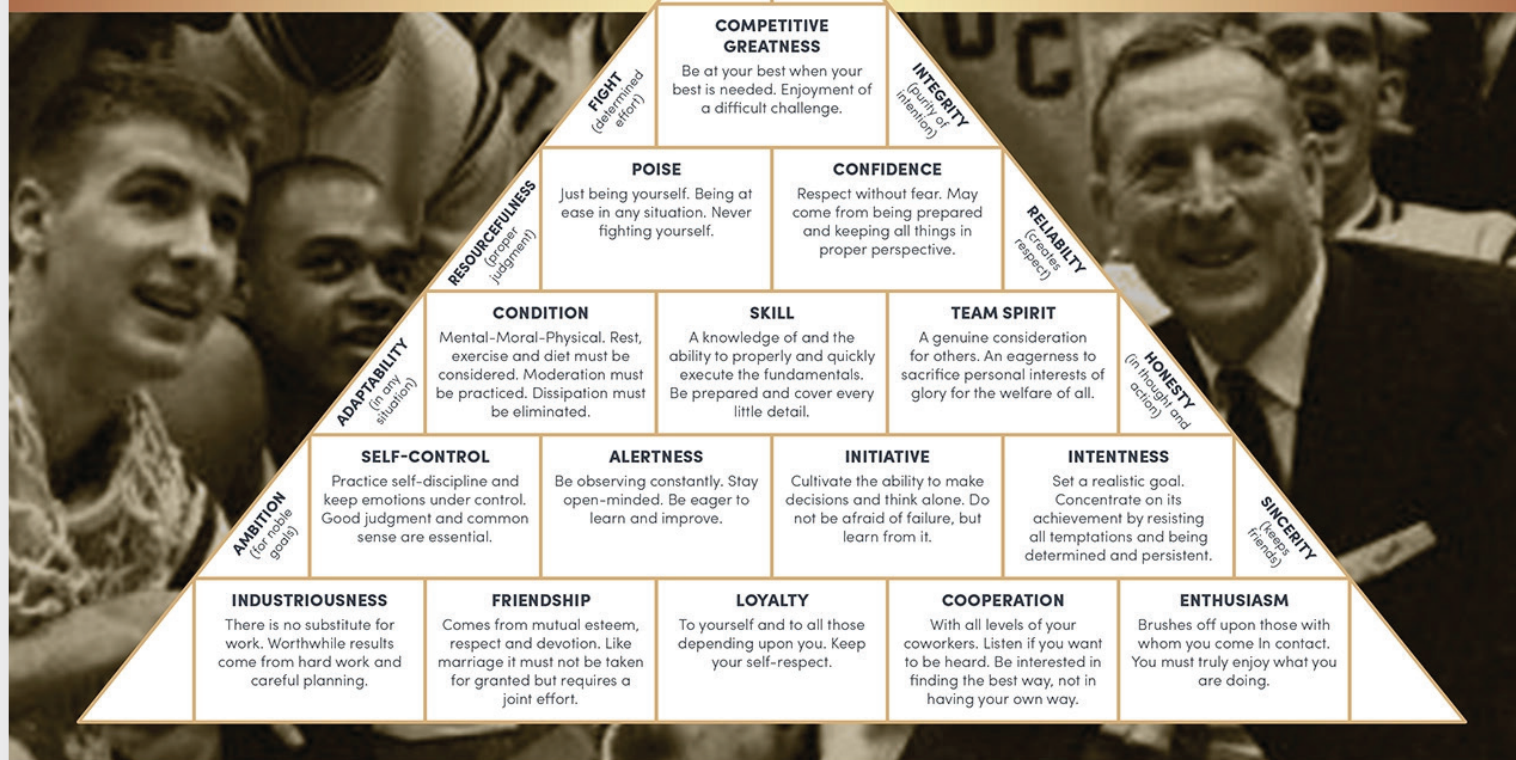 COMPETITIVE
GREATNESS
Be at your best when your
best is needed. Enjoyment of
a difficult challenge.
FIGHT
(determined
effort)
INTEGRITY
(purity of
intention)
POISE
Just being yourself. Being at
ease in any situation. Never
fighting yourself.
CONFIDENCE
Respect without fear. May
come from being prepared
and keeping all things in
proper perspective.
RESOURCEFULNESS
(proper
judgment)
RELIABILTY
(creates
respect)
CONDITION
Mental-Moral-Physical. Rest,
exercise and diet must be
considered. Moderation must
be practiced. Dissipation must
be eliminated.
SKILL
A knowledge of and the
ability to properly and quickly
execute the fundamentals.
Be prepared and cover every
little detail.
TEAM SPIRIT
A genuine consideration
for others. An eagerness to
sacrifice personal interests of
glory for the welfare of all.
ADAPTABILITY
(in any
situation)
HONESTY
(in thought and
action)
SELF-CONTROL
Practice self-discipline and
keep emotions under control.
Good judgment and common
sense are essential.
ALERTNESS
Be observing constantly. Stay
open-minded. Be eager to
learn and improve.
INITIATIVE
Cultivate the ability to make
decisions and think alone. Do
not be afraid of failure, but
learn from it.
INTENTNESS
Set a realistic goal.
Concentrate on its
achievement by resisting
all temptations and being
determined and persistent.
AMBITION
(for noble
goals)
SINCERITY
(keeps
friends)
INDUSTRIOUSNESS
There is no substitute for
work. Worthwhile results
come from hard work and
careful planning.
FRIENDSHIP
Comes from mutual esteem,
respect and devotion. Like
marriage it must not be taken
for granted but requires a
joint effort.
LOYALTY
To yourself and to all those
depending upon you. Keep
your self-respect.
COOPERATION
With all levels of your
coworkers. Listen if you want
to be heard. Be interested in
finding the best way, not in
having your own way.
ENTHUSIASM
Brushes off upon those with
whom you come In contact.
You must truly enjoy what you
are doing.